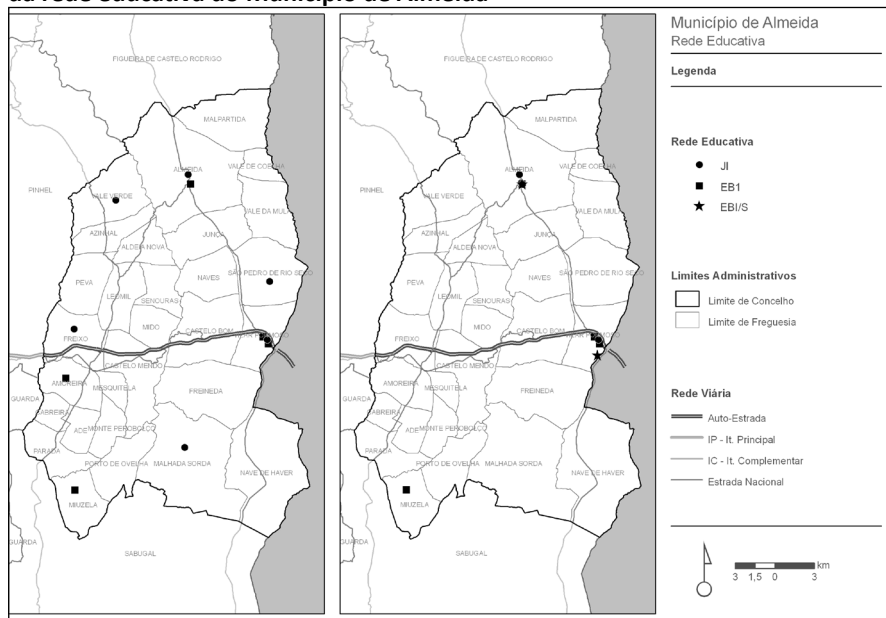 da rede educativa do Município de Almeida
FIGUEIRA DE CASTELO RODRIGO
MALPARTIDA
ALMEIDA
VALE DE COELHA
PINHEL
VALE VERDE
VALE DA MULA
AZINHAL
ALDEIA NOVA
JUNÇA
SÃO PEDRO DE RIO SECO
PEVA
NAVES
LEOMIL
SENOURAS
MIDO
CASTELO BOM
FREIXO
CASTELO MENDO
AMOREIRA
MESQUITELA
FREINEDA
GUARDA
CABREIRA
ADE
MONTE PEROBOLÇO
PARADA
PORTO DE OVELHA
MALHADA SORDA
NAVE DE HAVER
MIUZELA
GUARDA
SABUGAL
FIGUEIRA DE CASTELO RODRIGO
MALPARTIDA
ALMEIDA
VALE DE COELHA
PINHEL
VALE VERDE
VALE DA MULA
AZINHAL
ALDEIA NOVA
JUNÇA
SÃO PEDRO DE RIO SECO
PEVA
NAVES
LEOMIL
SENOURAS
MIDO
CASTELO BOM
FREIXO
CASTELO MENDO
AMOREIRA
MESQUITELA
FREINEDA
GUARDA
CABREIRA
ADE
MONTE PEROBOLÇO
PARADA
PORTO DE OVELHA
MALHADA SORDA
NAVE DE HAVER
MIUZELA
GUARDA
SABUGAL
Município de Almeida
Rede Educativa
Legenda
Rede Educativa
JI
EB1
EBI/S
Limites Administrativos
Limite de Concelho
Limite de Freguesia
Rede Viária
Auto-Estrada
IP - It. Principal
IC - It. Complementar
Estrada Nacional
km
3 1,5 0 3